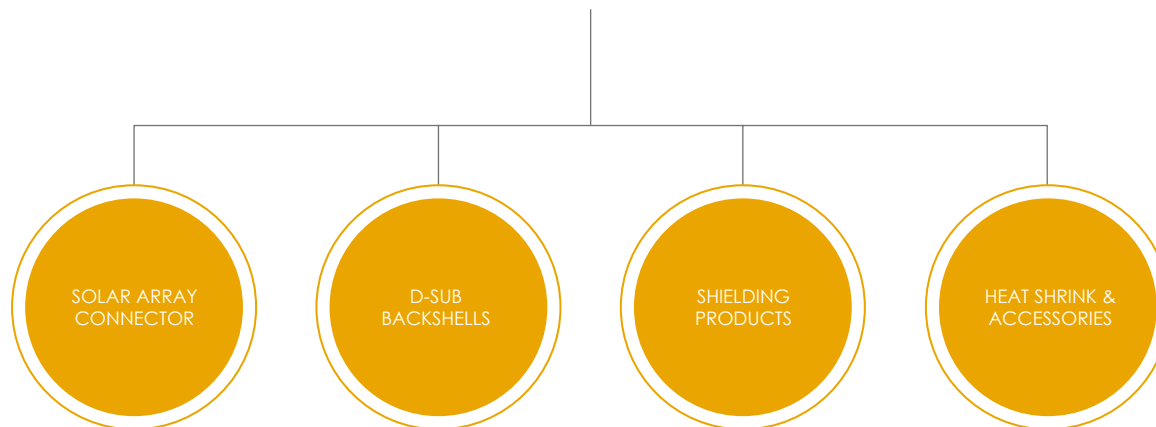 SOLAR ARRAY
CONNECTOR
D-SUB
BACKSHELLS
SHIELDING
PRODUCTS
HEAT SHRINK &
ACCESSORIES